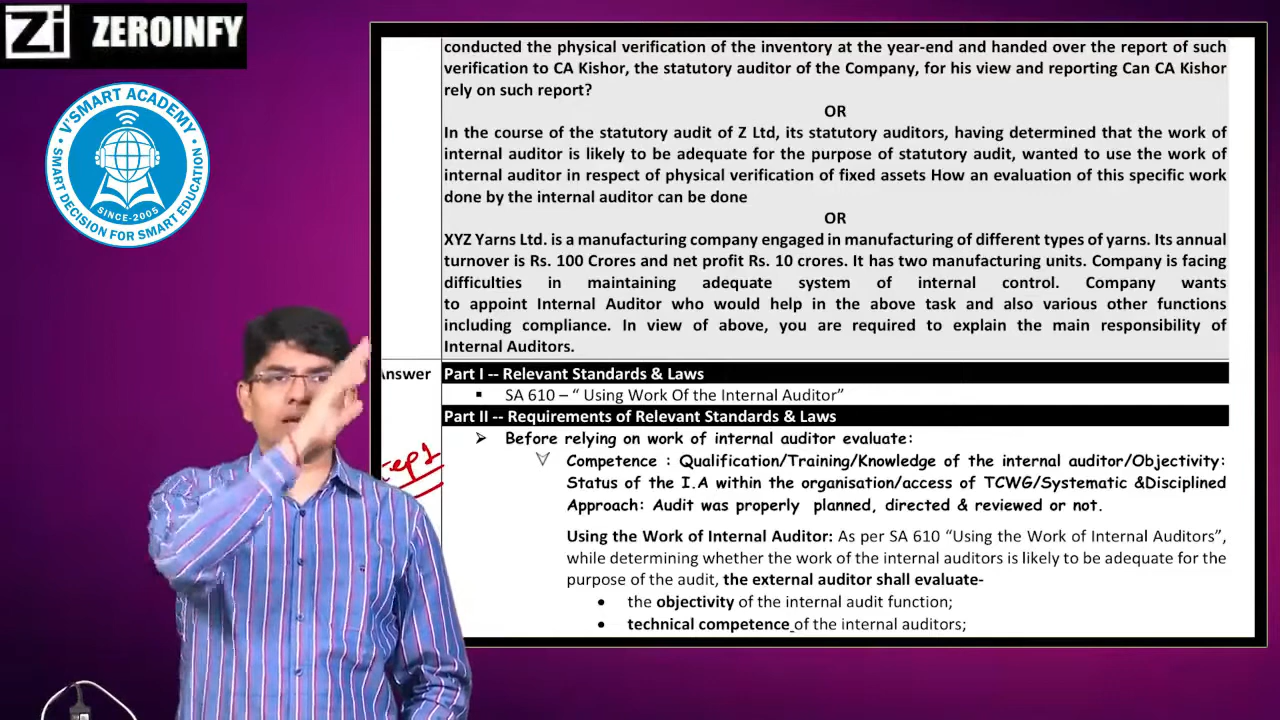 Zi ZEROINFY
V'SMART ACADEMY
SINCE-2005
SMART DECISION FOR SMART EDUCATION
conducted the physical verification of the inventory at the year-end and handed over the report of such
verification to CA Kishor, the statutory auditor of the Company, for his view and reporting Can CA Kishor
rely on such report?
OR
In the course of the statutory audit of Z Ltd, its statutory auditors, having determined that the work of
internal auditor is likely to be adequate for the purpose of statutory audit, wanted to use the work of
internal auditor in respect of physical verification of fixed assets How an evaluation of this specific work
done by the internal auditor can be done
OR
XYZ Yarns Ltd. is a manufacturing company engaged in manufacturing of different types of yarns. Its annual
turnover is Rs. 100 Crores and net profit Rs. 10 crores. It has two manufacturing units. Company is facing
difficulties in maintaining adequate system of internal control. Company wants
to appoint Internal Auditor who would help in the above task and also various other functions
including compliance. In view of above, you are required to explain the main responsibility of
Internal Auditors.
Answer
Part I -- Relevant Standards & Laws
▪ SA 610 – “ Using Work Of the Internal Auditor”
Part II -- Requirements of Relevant Standards & Laws
➢ Before relying on work of internal auditor evaluate:
Competence : Qualification/Training/Knowledge of the internal auditor/Objectivity:
Status of the I.A within the organisation/access of TCWG/Systematic &Disciplined
Approach: Audit was properly planned, directed & reviewed or not.
tep1
Using the Work of Internal Auditor: As per SA 610 “Using the Work of Internal Auditors”,
while determining whether the work of the internal auditors is likely to be adequate for the
purpose of the audit, the external auditor shall evaluate-
• the objectivity of the internal audit function;
• technical competence of the internal auditors;